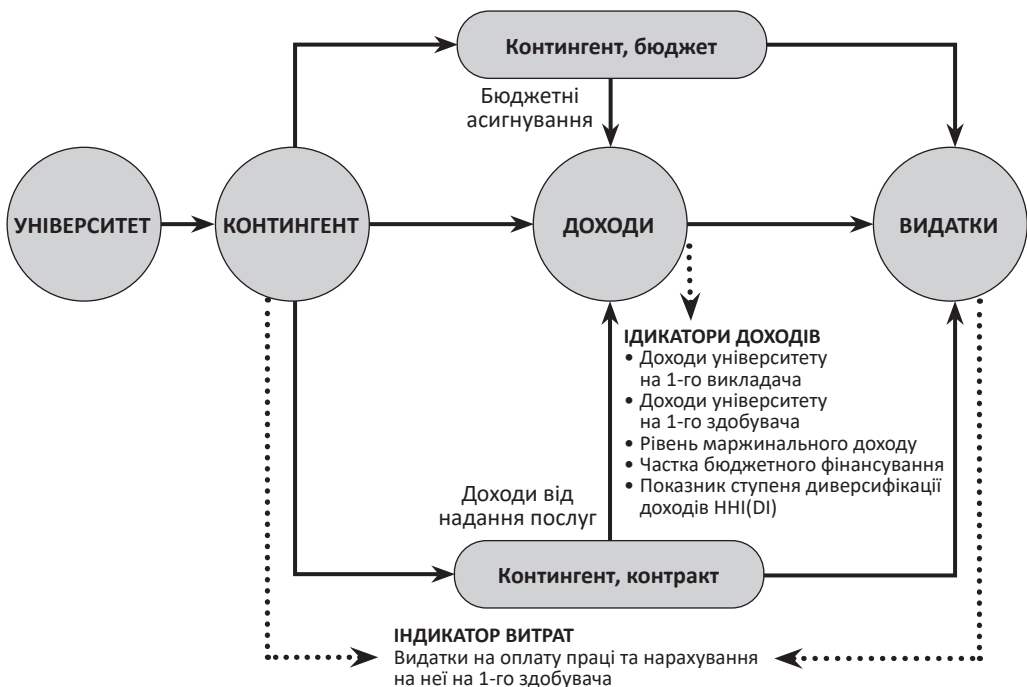 Контингент, бюджет
Бюджетні
асигнування
УНІВЕРСИТЕТ
КОНТИНГЕНТ
ДОХОДИ
ВИДАТКИ
ІДИКАТОРИ ДОХОДІВ
• Доходи університету
на 1-го викладача
• Доходи університету
на 1-го здобувача
• Рівень маржинального доходу
• Частка бюджетного фінансування
• Показник ступеня диверсифікації
доходів HHI(DI)
Доходи від
надання послуг
Контингент, контракт
ІНДИКАТОР ВИТРАТ
Видатки на оплату праці та нарахування
на неї на 1-го здобувача